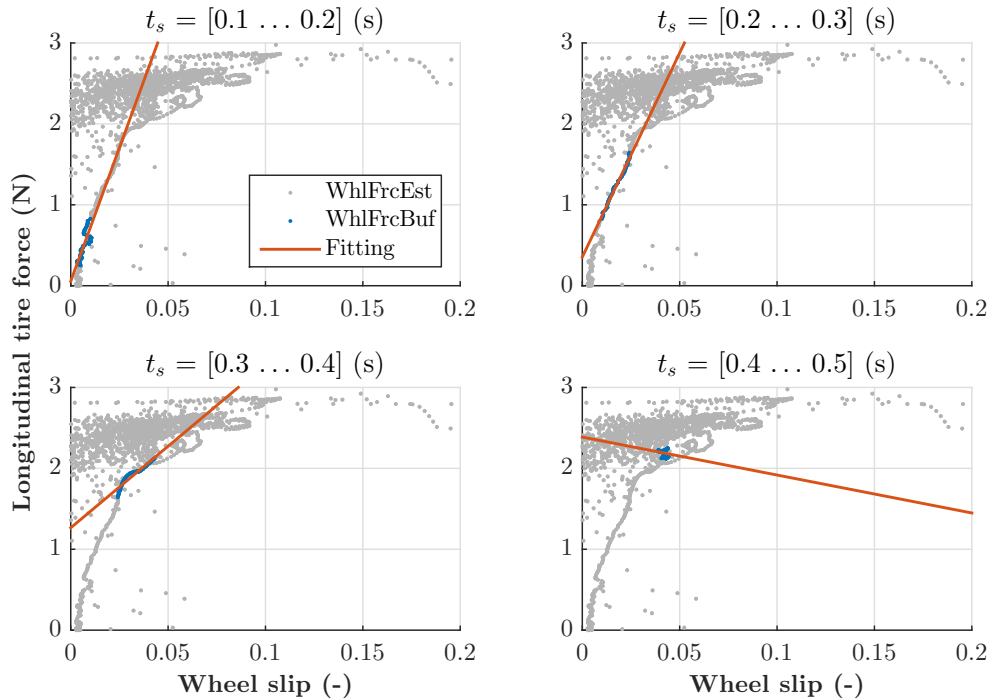 t_s = [0.1 … 0.2] (s)
t_s = [0.2 … 0.3] (s)
3
2
1
0
0 0.05 0.1 0.15 0.2
WhlFrcEst
WhlFrcBuf
Fitting
3
2
1
0
0 0.05 0.1 0.15 0.2
Longitudinal tire force (N)
t_s = [0.3 … 0.4] (s)
t_s = [0.4 … 0.5] (s)
3
2
1
0
0 0.05 0.1 0.15 0.2
Wheel slip (-)
3
2
1
0
0 0.05 0.1 0.15 0.2
Wheel slip (-)